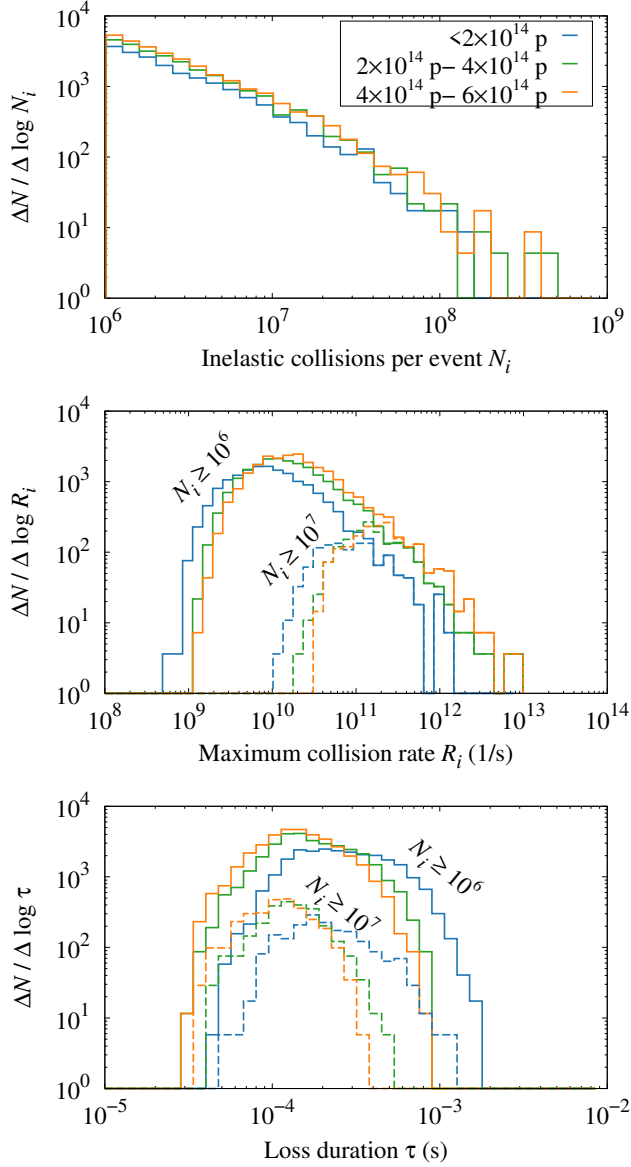 ΔN / Δ log N_i
10^4
10^3
10^2
10^1
10^0
<2×10^14 p
2×10^14 p – 4×10^14 p
4×10^14 p – 6×10^14 p
10^6 10^7 10^8 10^9
Inelastic collisions per event N_i
ΔN / Δ log R_i
10^4
10^3
10^2
10^1
10^0
N_i ≥ 10^6
N_i ≥ 10^7
10^8 10^9 10^10 10^11 10^12 10^13 10^14
Maximum collision rate R_i (1/s)
ΔN / Δ log τ
10^4
10^3
10^2
10^1
10^0
N_i ≥ 10^6
N_i ≥ 10^7
10^-5 10^-4 10^-3 10^-2
Loss duration τ (s)